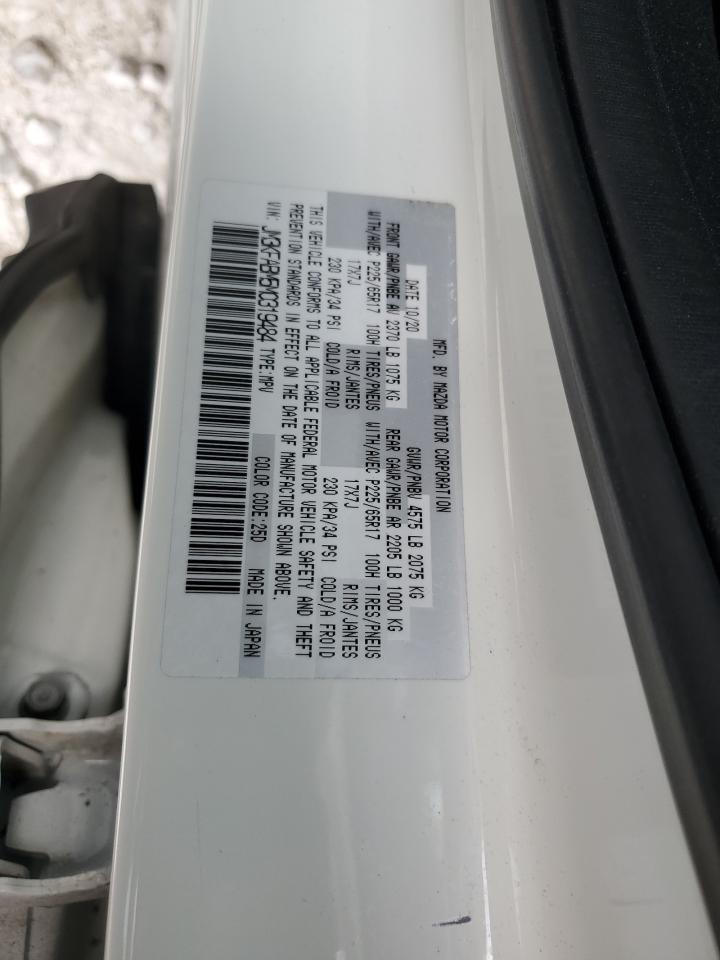 MFD. BY MAZDA MOTOR CORPORATION
DATE 10/20 GVWR/PNBV 4575 LB 2075 KG
FRONT GAWR/PNBE AV 2370 LB 1075 KG REAR GAWR/PNBE AR 2205 LB 1000 KG
WITH/AVEC P225/65R17 100H TIRES/PNEUS WITH/AVEC P225/65R17 100H TIRES/PNEUS
17X7J RIMS/JANTES 17X7J RIMS/JANTES
230 KPA/34 PSI COLD/A FROID 230 KPA/34 PSI COLD/A FROID
THIS VEHICLE CONFORMS TO ALL APPLICABLE FEDERAL MOTOR VEHICLE SAFETY AND THEFT
PREVENTION STANDARDS IN EFFECT ON THE DATE OF MANUFACTURE SHOWN ABOVE.
VIN: JM3KFABM5M0319484 TYPE:MPV COLOR CODE:25D MADE IN JAPAN